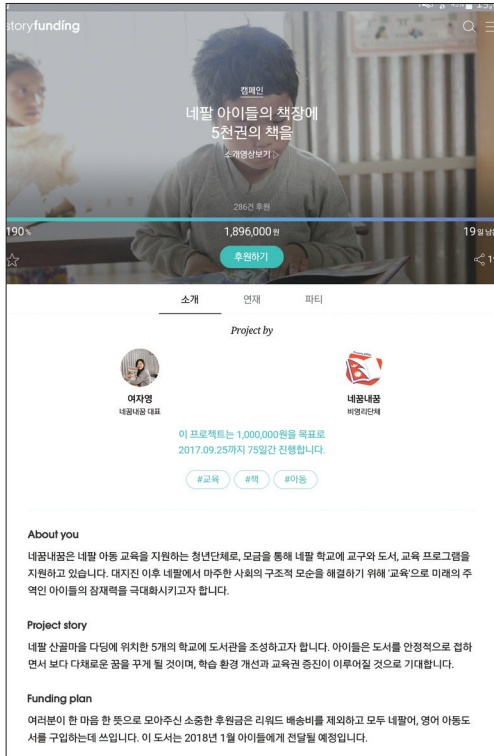 storyfunding
캠페인
네팔 아이들의 책장에
5천권의 책을
소개영상보기 ▷
286건 후원
190%
1,896,000원
19일 남음
후원하기
소개 연재 파티
Project by
여자영
네꿈내꿈 대표
네꿈내꿈
비영리단체
이 프로젝트는 1,000,000원을 목표로
2017.09.25까지 75일간 진행합니다.
#교육 #책 #아동
About you
네꿈내꿈은 네팔 아동 교육을 지원하는 청년단체로, 모금을 통해 네팔 학교에 교구와 도서, 교육 프로그램을
지원하고 있습니다. 대지진 이후 네팔에서 마주한 사회의 구조적 모순을 해결하기 위해 '교육'으로 미래의 주
역인 아이들의 잠재력을 극대화시키고자 합니다.
Project story
네팔 산골마을 다딩에 위치한 5개의 학교에 도서관을 조성하고자 합니다. 아이들은 도서를 안정적으로 접하
면서 보다 다채로운 꿈을 꾸게 될 것이며, 학습 환경 개선과 교육권 증진이 이루어질 것으로 기대합니다.
Funding plan
여러분이 한 마음 한 뜻으로 모아주신 소중한 후원금은 리워드 배송비를 제외하고 모두 네팔어, 영어 아동도
서를 구입하는데 쓰입니다. 이 도서는 2018년 1월 아이들에게 전달될 예정입니다.